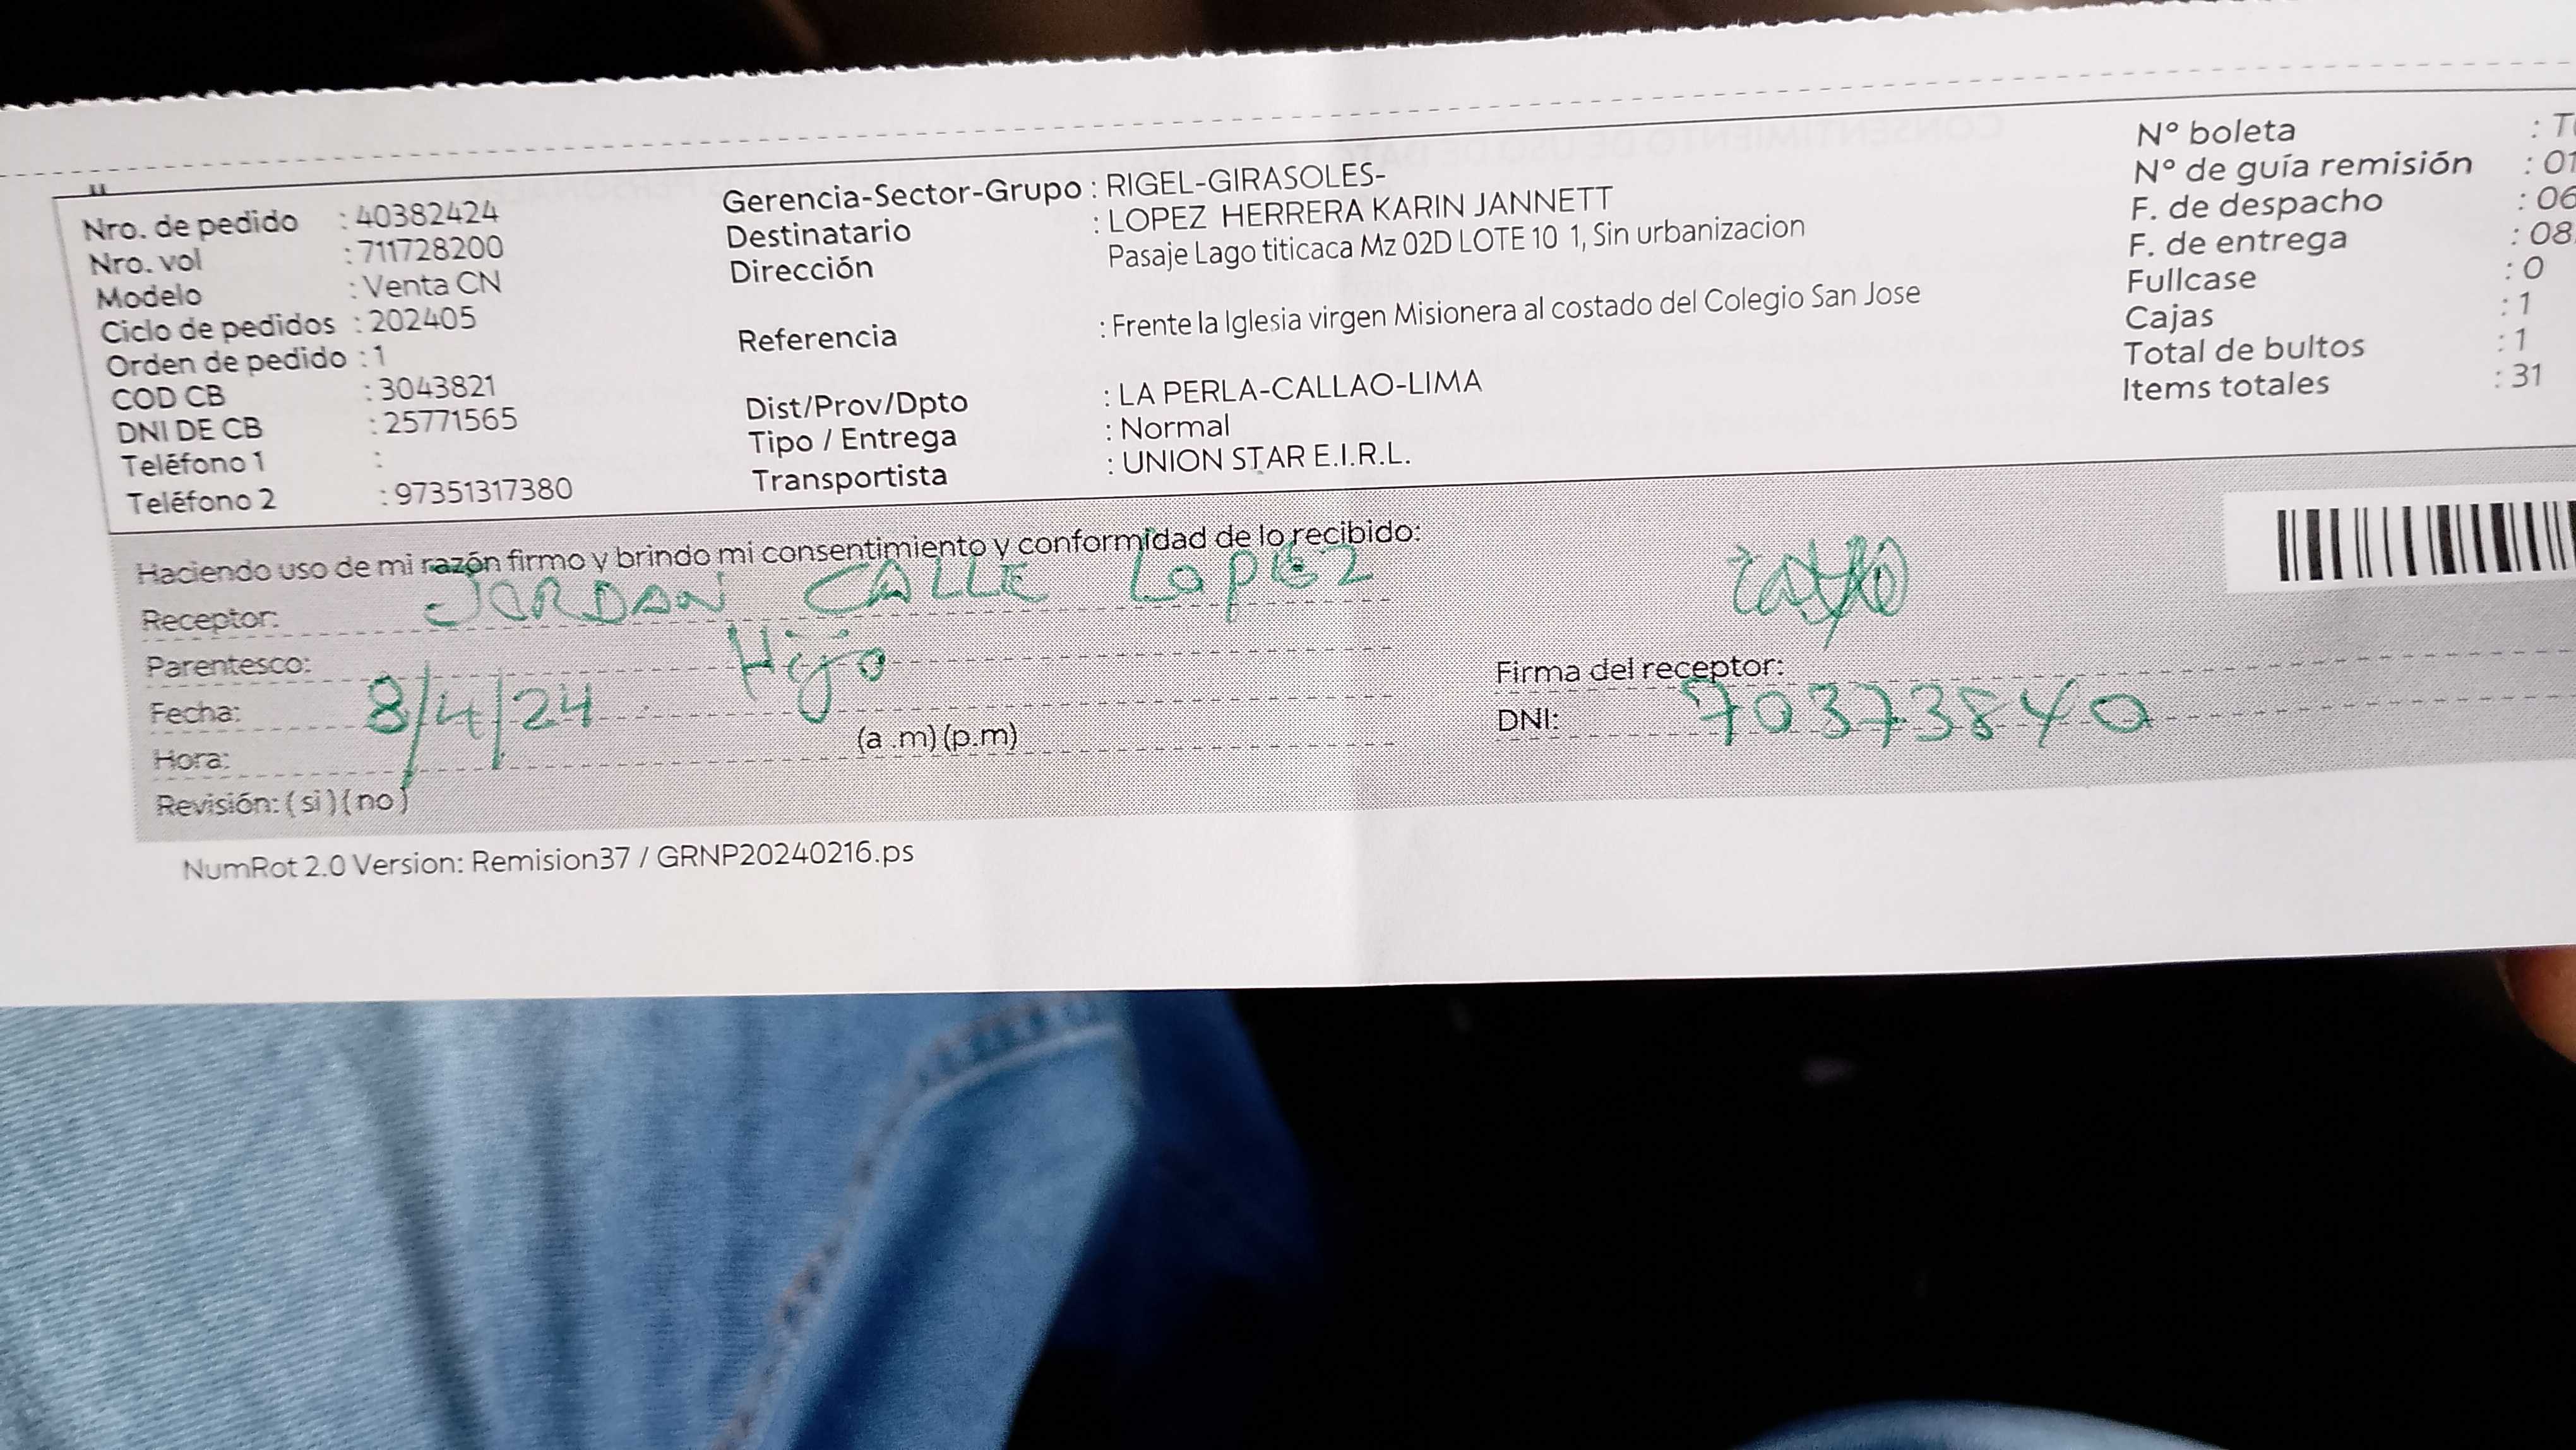 Nro. de pedido : 40382424
Nro. vol : 711728200
Modelo : Venta CN
Ciclo de pedidos : 202405
Orden de pedido : 1
COD CB : 3043821
DNI DE CB : 25771565
Teléfono 1 :
Teléfono 2 : 97351317380
Gerencia-Sector-Grupo : RIGEL-GIRASOLES-
Destinatario : LOPEZ HERRERA KARIN JANNETT
Dirección Pasaje Lago titicaca Mz 02D LOTE 10 1, Sin urbanizacion
Referencia : Frente la Iglesia virgen Misionera al costado del Colegio San Jose
Dist/Prov/Dpto : LA PERLA-CALLAO-LIMA
Tipo / Entrega : Normal
Transportista : UNION STAR E.I.R.L.
N° boleta : T
N° de guía remisión : 01
F. de despacho : 06
F. de entrega : 08
Fullcase : 0
Cajas : 1
Total de bultos : 1
Items totales : 31
Haciendo uso de mi razón firmo y brindo mi consentimiento y conformidad de lo recibido:
Receptor: JORDAN CALLE LopEz
Parentesco: Hijo
Fecha: 8/4/24
Hora: (a .m) (p.m)
Revisión: ( si ) ( no )
Firma del receptor:
DNI: 70373840
NumRot 2.0 Version: Remision37 / GRNP20240216.ps